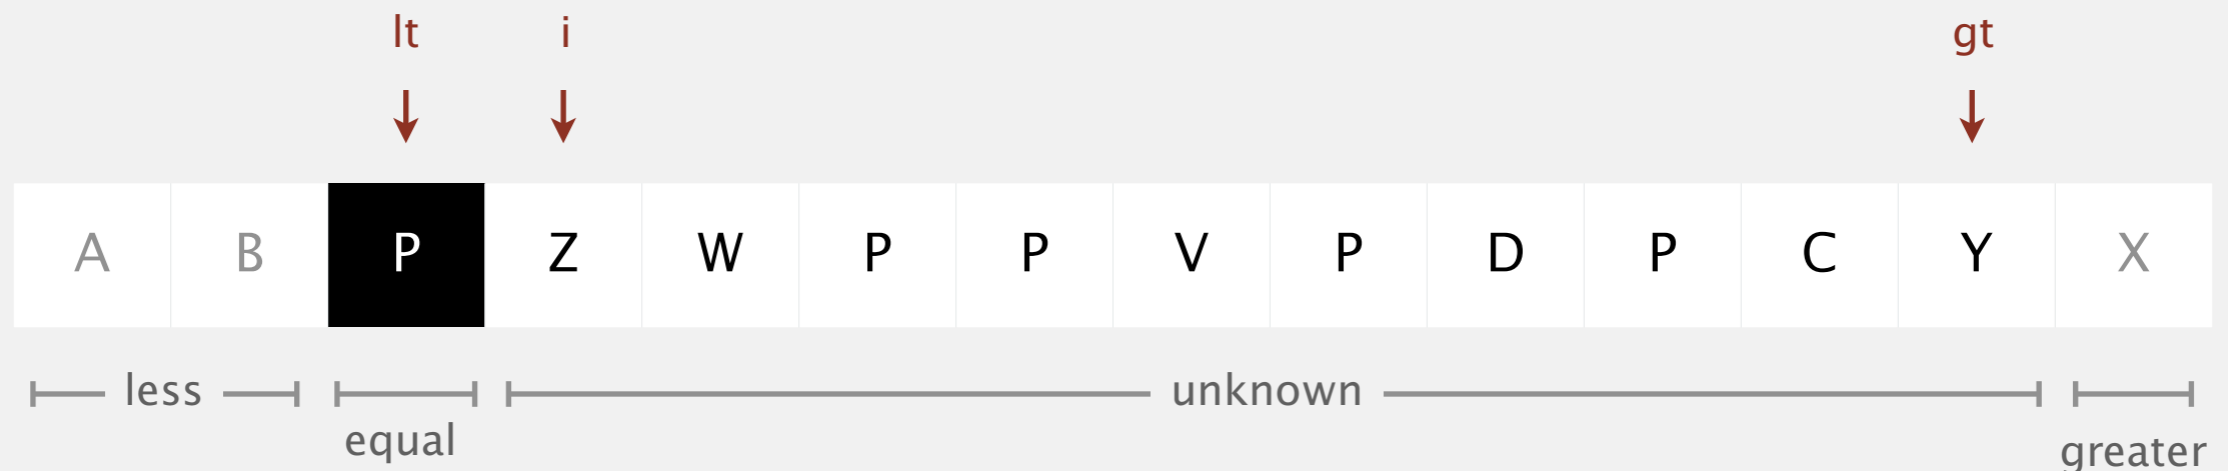 lt i gt
A B P Z W P P V P D P C Y X
less unknown
equal greater